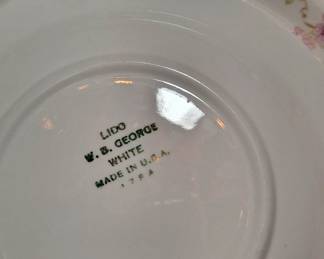 LIDO
W. S. GEORGE
WHITE
MADE IN U.S.A.